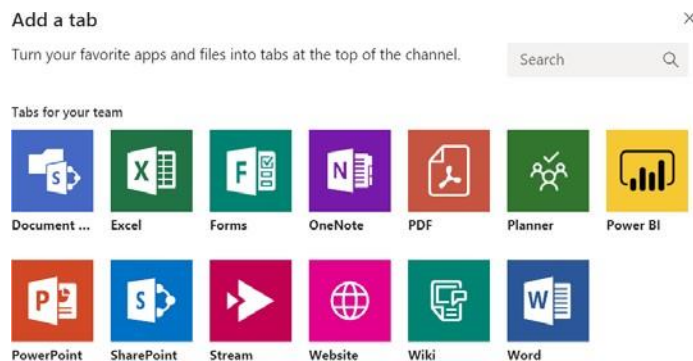 Add a tab
Turn your favorite apps and files into tabs at the top of the channel.
Search
Tabs for your team
Document ...
Excel
Forms
OneNote
PDF
Planner
Power BI
PowerPoint
SharePoint
Stream
Website
Wiki
Word